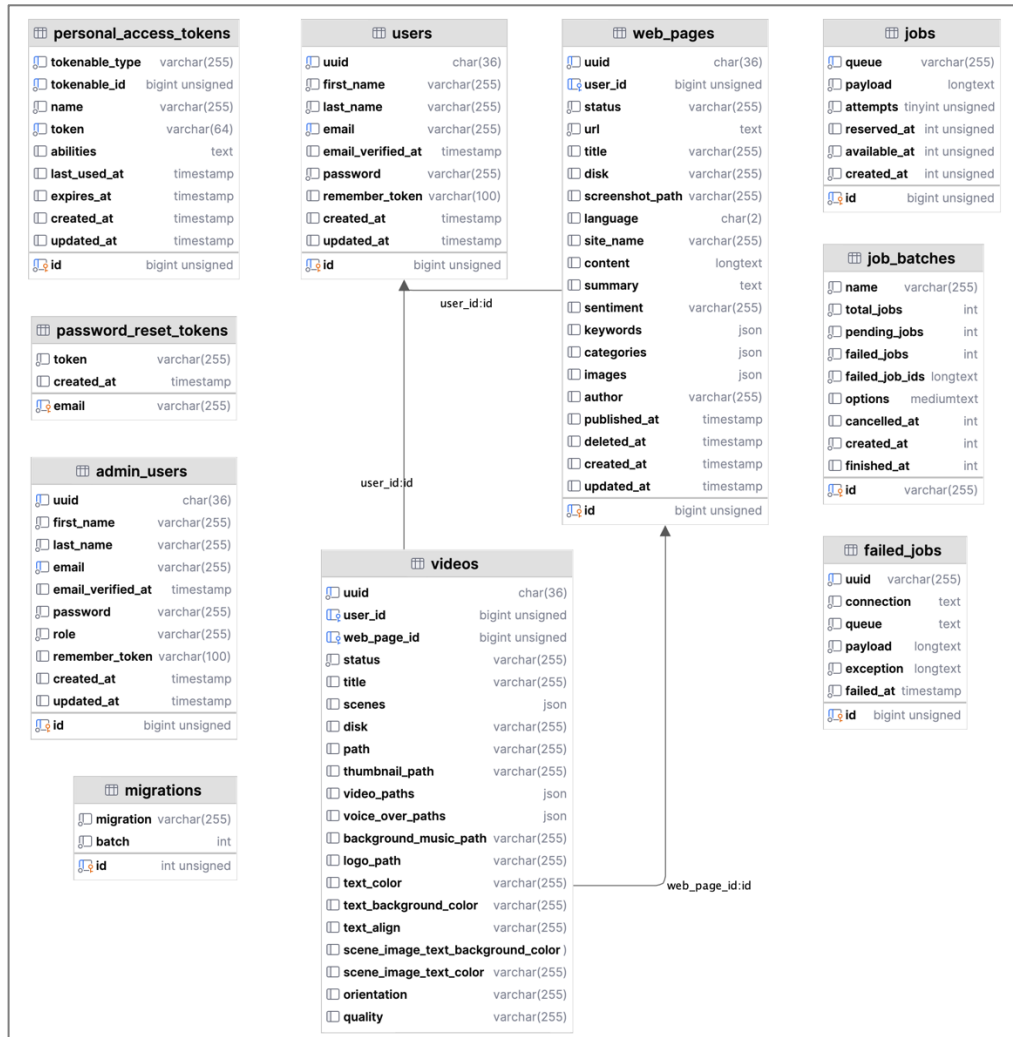 personal_access_tokens
tokenable_type varchar(255)
tokenable_id bigint unsigned
name varchar(255)
token varchar(64)
abilities text
last_used_at timestamp
expires_at timestamp
created_at timestamp
updated_at timestamp
id bigint unsigned
password_reset_tokens
token varchar(255)
created_at timestamp
email varchar(255)
admin_users
uuid char(36)
first_name varchar(255)
last_name varchar(255)
email varchar(255)
email_verified_at timestamp
password varchar(255)
role varchar(255)
remember_token varchar(100)
created_at timestamp
updated_at timestamp
id bigint unsigned
migrations
migration varchar(255)
batch int
id int unsigned
users
uuid char(36)
first_name varchar(255)
last_name varchar(255)
email varchar(255)
email_verified_at timestamp
password varchar(255)
remember_token varchar(100)
created_at timestamp
updated_at timestamp
id bigint unsigned
user_id:id
user_id:id
videos
uuid char(36)
user_id bigint unsigned
web_page_id bigint unsigned
status varchar(255)
title varchar(255)
scenes json
disk varchar(255)
path varchar(255)
thumbnail_path varchar(255)
video_paths json
voice_over_paths json
background_music_path varchar(255)
logo_path varchar(255)
text_color varchar(255)
text_background_color varchar(255)
text_align varchar(255)
scene_image_text_background_color )
scene_image_text_color varchar(255)
orientation varchar(255)
quality varchar(255)
web_pages
uuid char(36)
user_id bigint unsigned
status varchar(255)
url text
title varchar(255)
disk varchar(255)
screenshot_path varchar(255)
language char(2)
site_name varchar(255)
content longtext
summary text
sentiment varchar(255)
keywords json
categories json
images json
author varchar(255)
published_at timestamp
deleted_at timestamp
created_at timestamp
updated_at timestamp
id bigint unsigned
web_page_id:id
jobs
queue varchar(255)
payload longtext
attempts tinyint unsigned
reserved_at int unsigned
available_at int unsigned
created_at int unsigned
id bigint unsigned
job_batches
name varchar(255)
total_jobs int
pending_jobs int
failed_jobs int
failed_job_ids longtext
options mediumtext
cancelled_at int
created_at int
finished_at int
id varchar(255)
failed_jobs
uuid varchar(255)
connection text
queue text
payload longtext
exception longtext
failed_at timestamp
id bigint unsigned